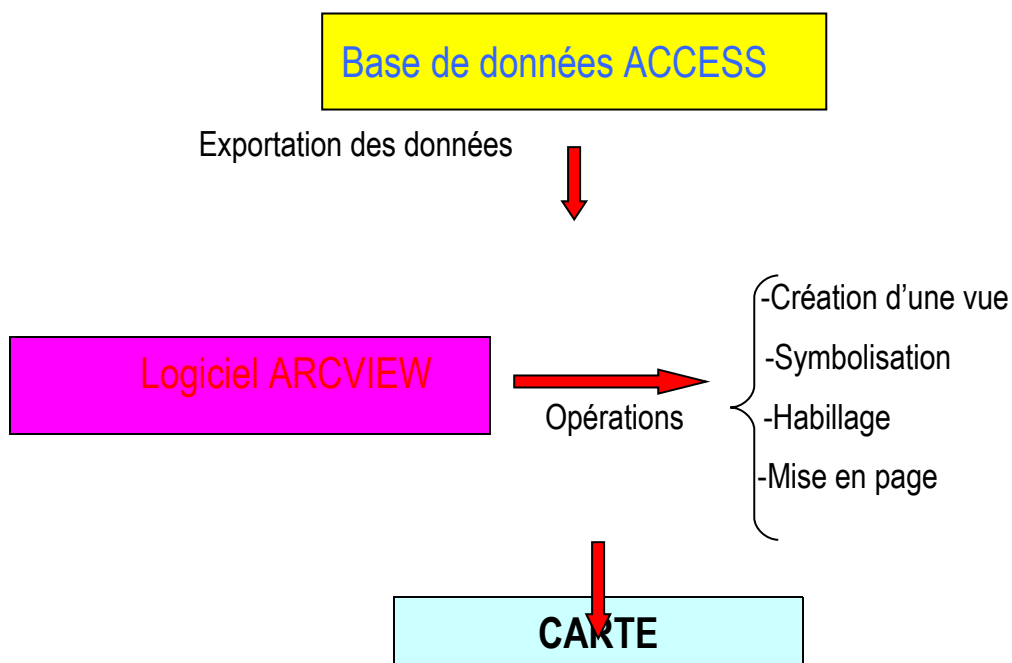 Base de données ACCESS
Exportation des données
-Création d’une vue
Logiciel ARCVIEW
-Symbolisation
Opérations
-Habillage
-Mise en page
CARTE